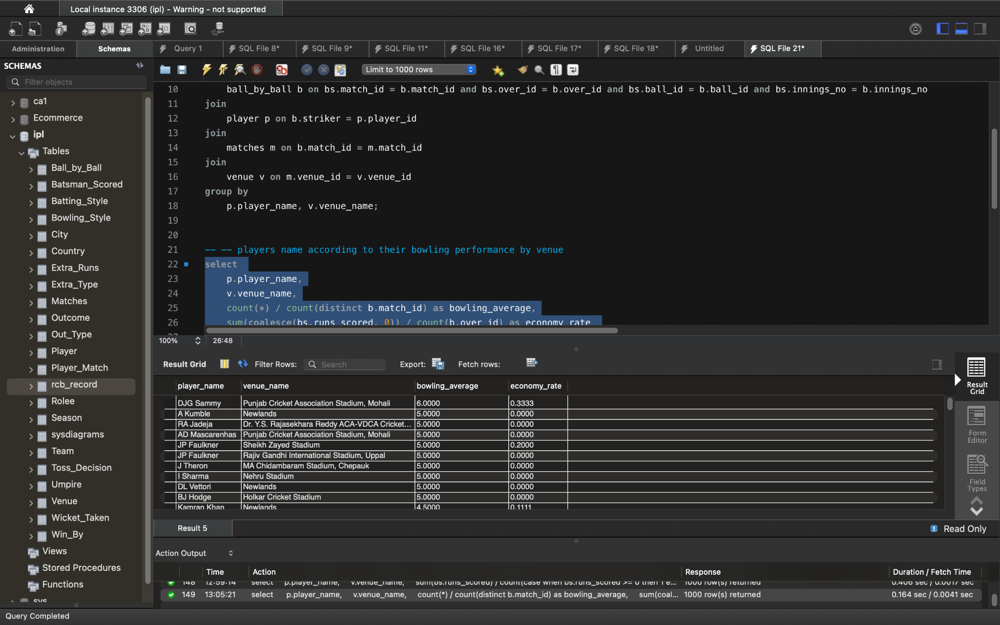 Local instance 3306 (ipl) - Warning - not supported
Administration
Schemas
Query 1
SQL File 8*
SQL File 9*
SQL File 11*
SQL File 16*
SQL File 17*
SQL File 18*
Untitled
SQL File 21*
SCHEMAS
Filter objects
ca1
Ecommerce
ipl
Tables
Ball_by_Ball
Batsman_Scored
Batting_Style
Bowling_Style
City
Country
Extra_Runs
Extra_Type
Matches
Outcome
Out_Type
Player
Player_Match
rcb_record
Rolee
Season
sysdiagrams
Team
Toss_Decision
Umpire
Venue
Wicket_Taken
Win_By
Views
Stored Procedures
Functions
sys
Query Completed
Limit to 1000 rows
10 ball_by_ball b on bs.match_id = b.match_id and bs.over_id = b.over_id and bs.ball_id = b.ball_id and bs.innings_no = b.innings_no
11 join
12 player p on b.striker = p.player_id
13 join
14 matches m on b.match_id = m.match_id
15 join
16 venue v on m.venue_id = v.venue_id
17 group by
18 p.player_name, v.venue_name;
19
20
21 -- -- players name according to their bowling performance by venue
22 select
23 p.player_name,
24 v.venue_name,
25 count(*) / count(distinct b.match_id) as bowling_average,
26 sum(coalesce(bs.runs_scored, 0)) / count(b.over_id) as economy_rate
27
100% 26:48
Result Grid Filter Rows: Search Export: Fetch rows:
player_name venue_name bowling_average economy_rate
DJG Sammy Punjab Cricket Association Stadium, Mohali 6.0000 0.3333
A Kumble Newlands 5.0000 0.0000
RA Jadeja Dr. Y.S. Rajasekhara Reddy ACA-VDCA Cricket... 5.0000 0.0000
AD Mascarenhas Punjab Cricket Association Stadium, Mohali 5.0000 0.0000
JP Faulkner Sheikh Zayed Stadium 5.0000 0.2000
JP Faulkner Rajiv Gandhi International Stadium, Uppal 5.0000 0.0000
J Theron MA Chidambaram Stadium, Chepauk 5.0000 0.0000
I Sharma Nehru Stadium 5.0000 0.0000
DL Vettori Newlands 5.0000 0.0000
BJ Hodge Holkar Cricket Stadium 5.0000 0.0000
Kamran Khan Newlands 4.5000 0.1111
Result
Grid
Form
Editor
Field
Types
Result 5
Read Only
Action Output
Time Action Response Duration / Fetch Time
148 12:59:14 select p.player_name, v.venue_name, sum(bs.runs_scored) / count(case when bs.runs_scored >= 0 then 1 e... 1000 row(s) returned 0.406 sec / 0.0017 sec
149 13:05:21 select p.player_name, v.venue_name, count(*) / count(distinct b.match_id) as bowling_average, sum(coal... 1000 row(s) returned 0.164 sec / 0.0041 sec